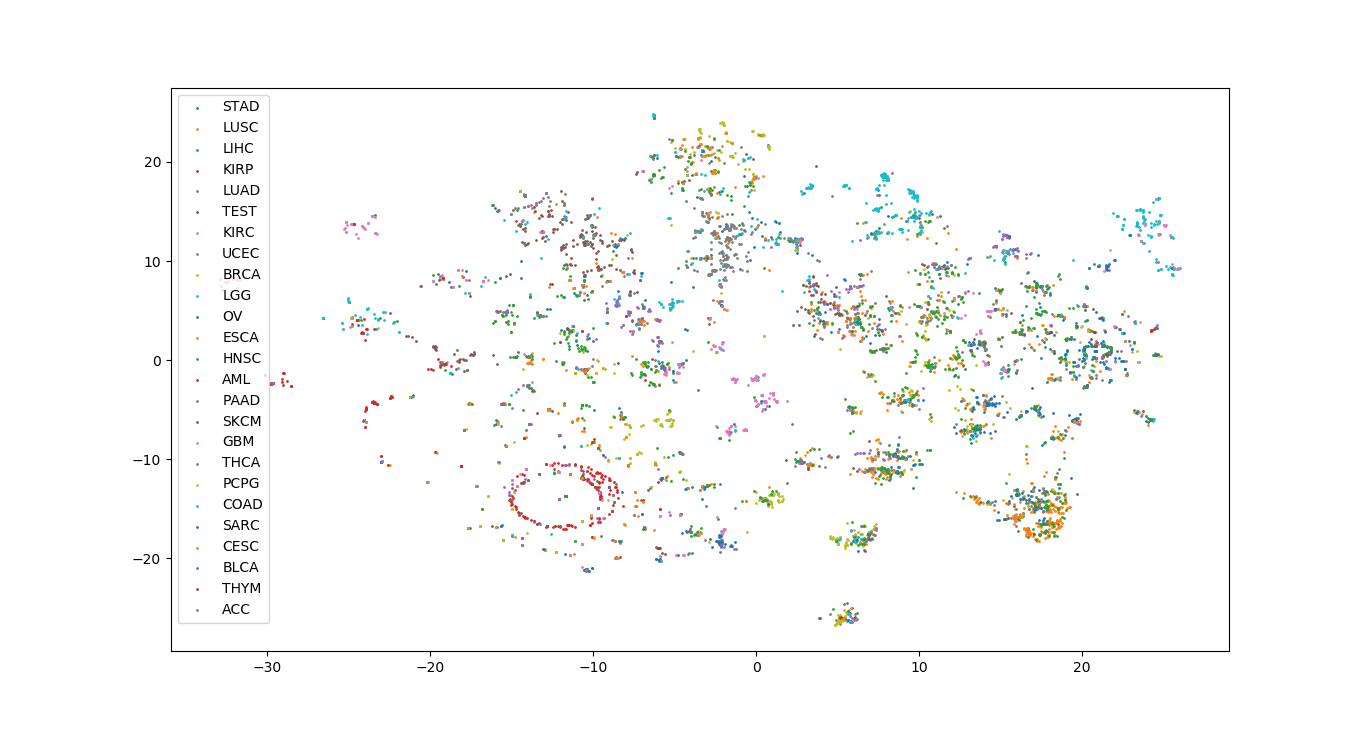 20
10
0
−10
−20
−30
−20
−10
0
10
20
STAD
LUSC
LIHC
KIRP
LUAD
TEST
KIRC
UCEC
BRCA
LGG
OV
ESCA
HNSC
AML
PAAD
SKCM
GBM
THCA
PCPG
COAD
SARC
CESC
BLCA
THYM
ACC